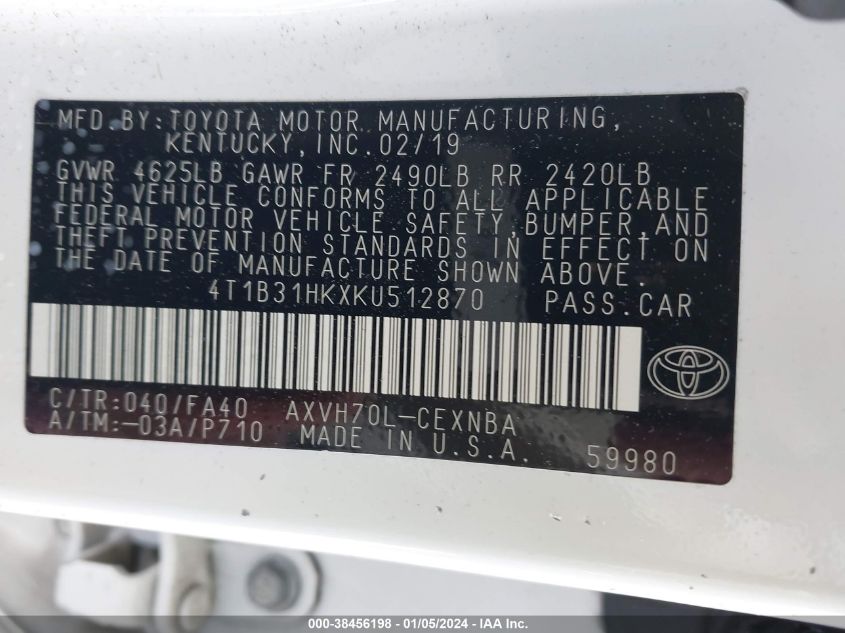 MFD.BY:TOYOTA MOTOR MANUFACTURING,
KENTUCKY,INC.02/19
GVWR 4625LB GAWR FR 2490LB RR 2420LB
THIS VEHICLE CONFORMS TO ALL APPLICABLE
FEDERAL MOTOR VEHICLE SAFETY,BUMPER,AND
THEFT PREVENTION STANDARDS IN EFFECT ON
THE DATE OF MANUFACTURE SHOWN ABOVE.
4T1B31HKXKU512870 PASS.CAR
C/TR:040/FA40 AXVH70L-CEXNBA
A/TM:-03A/P710 MADE IN U.S.A. 59980
000-38456198 - 01/05/2024 - IAA Inc.